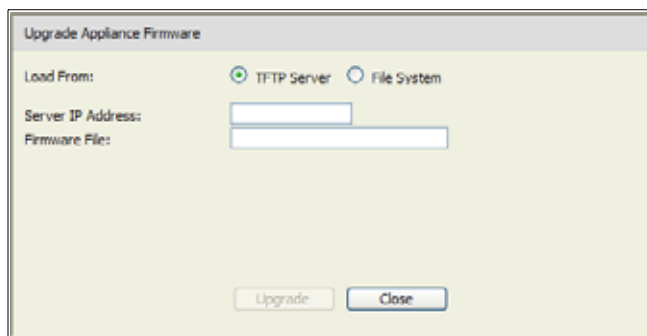 Upgrade Appliance Firmware
Load From: TFTP Server File System
Server IP Address:
Firmware File:
Upgrade Close